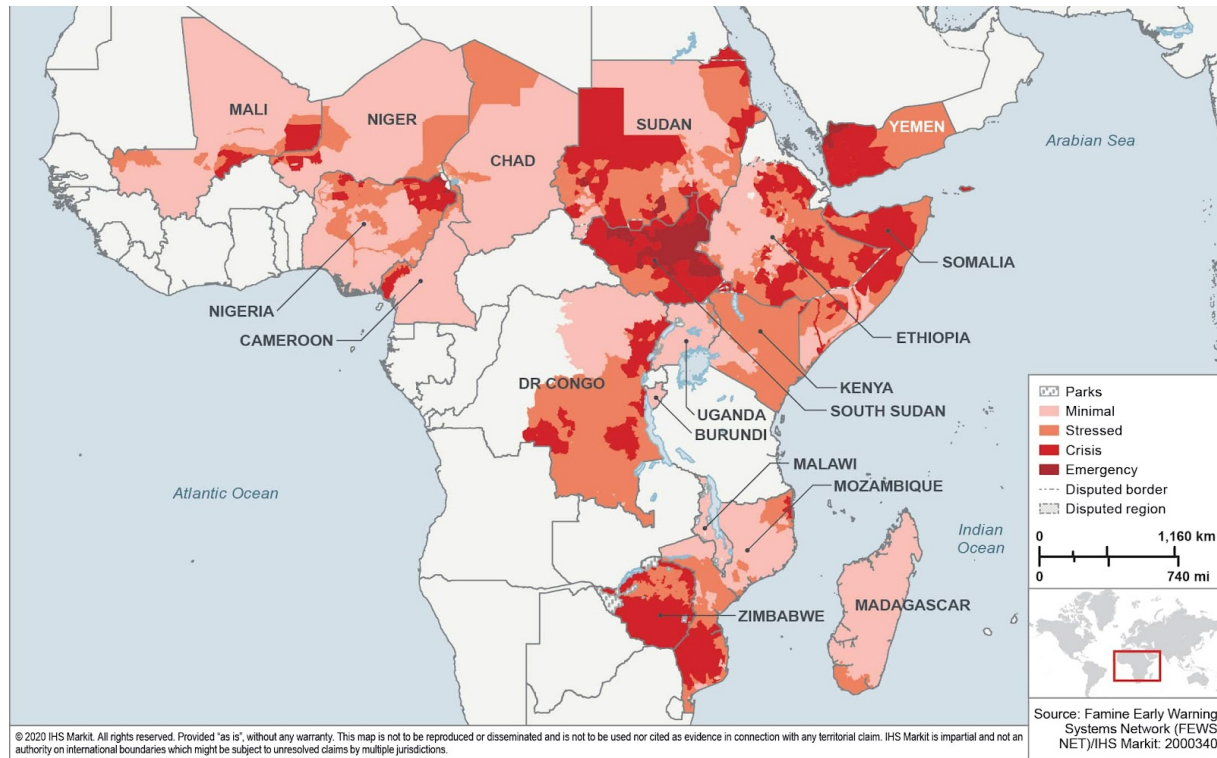 MALI
NIGER
CHAD
SUDAN
YEMEN
Arabian Sea
SOMALIA
NIGERIA
CAMEROON
ETHIOPIA
DR CONGO
KENYA
SOUTH SUDAN
UGANDA
BURUNDI
MALAWI
MOZAMBIQUE
Atlantic Ocean
Indian
Ocean
ZIMBABWE
MADAGASCAR
Parks
Minimal
Stressed
Crisis
Emergency
Disputed border
Disputed region
0 1,160 km
0 740 mi
Source: Famine Early Warning
Systems Network (FEWS
NET)/IHS Markit: 2000340
© 2020 IHS Markit. All rights reserved. Provided “as is”, without any warranty. This map is not to be reproduced or disseminated and is not to be used nor cited as evidence in connection with any territorial claim. IHS Markit is impartial and not an
authority on international boundaries which might be subject to unresolved claims by multiple jurisdictions.